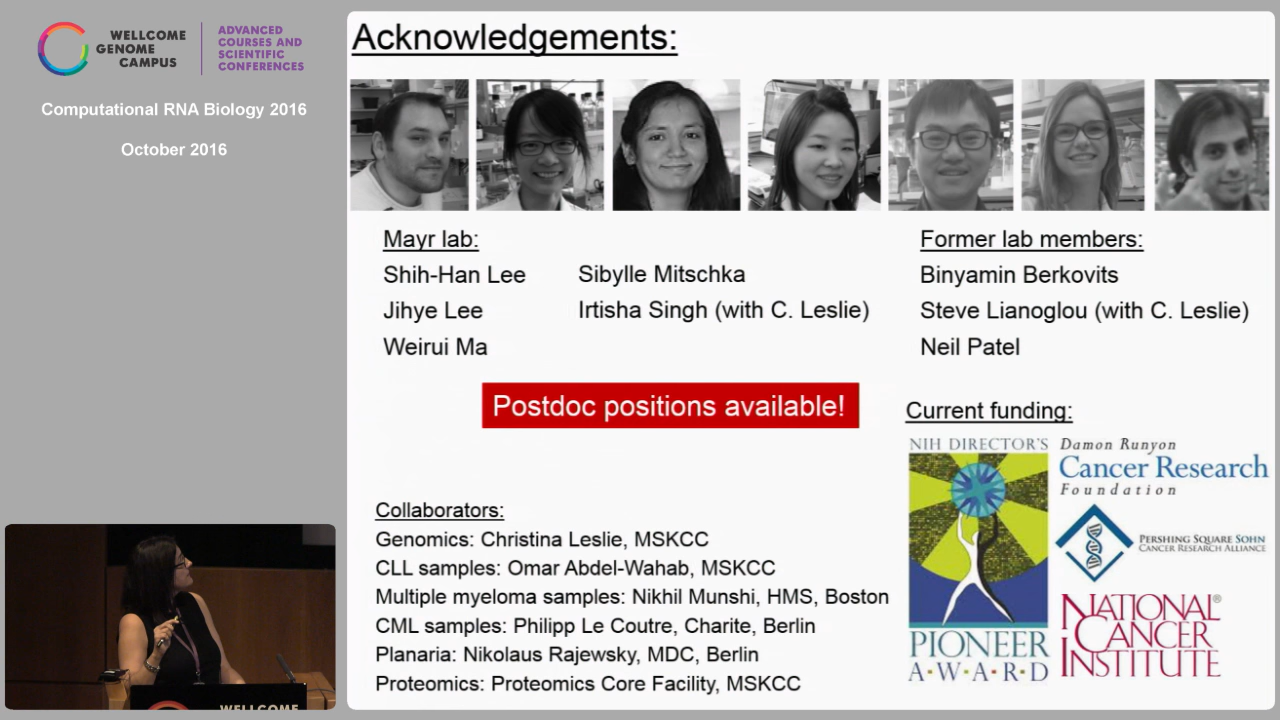 WELLCOME
GENOME
CAMPUS
ADVANCED
COURSES AND
SCIENTIFIC
CONFERENCES
Computational RNA Biology 2016
October 2016
Acknowledgements:
Mayr lab:
Shih-Han Lee
Jihye Lee
Weirui Ma
Sibylle Mitschka
Irtisha Singh (with C. Leslie)
Former lab members:
Binyamin Berkovits
Steve Lianoglou (with C. Leslie)
Neil Patel
Postdoc positions available!
Collaborators:
Genomics: Christina Leslie, MSKCC
CLL samples: Omar Abdel-Wahab, MSKCC
Multiple myeloma samples: Nikhil Munshi, HMS, Boston
CML samples: Philipp Le Coutre, Charite, Berlin
Planaria: Nikolaus Rajewsky, MDC, Berlin
Proteomics: Proteomics Core Facility, MSKCC
Current funding:
NIH DIRECTOR'S
PIONEER
A·W·A·R·D
Damon Runyon
Cancer Research
Foundation
PERSHING SQUARE SOHN
CANCER RESEARCH ALLIANCE
NATIONAL®
CANCER
INSTITUTE
WELLCOME